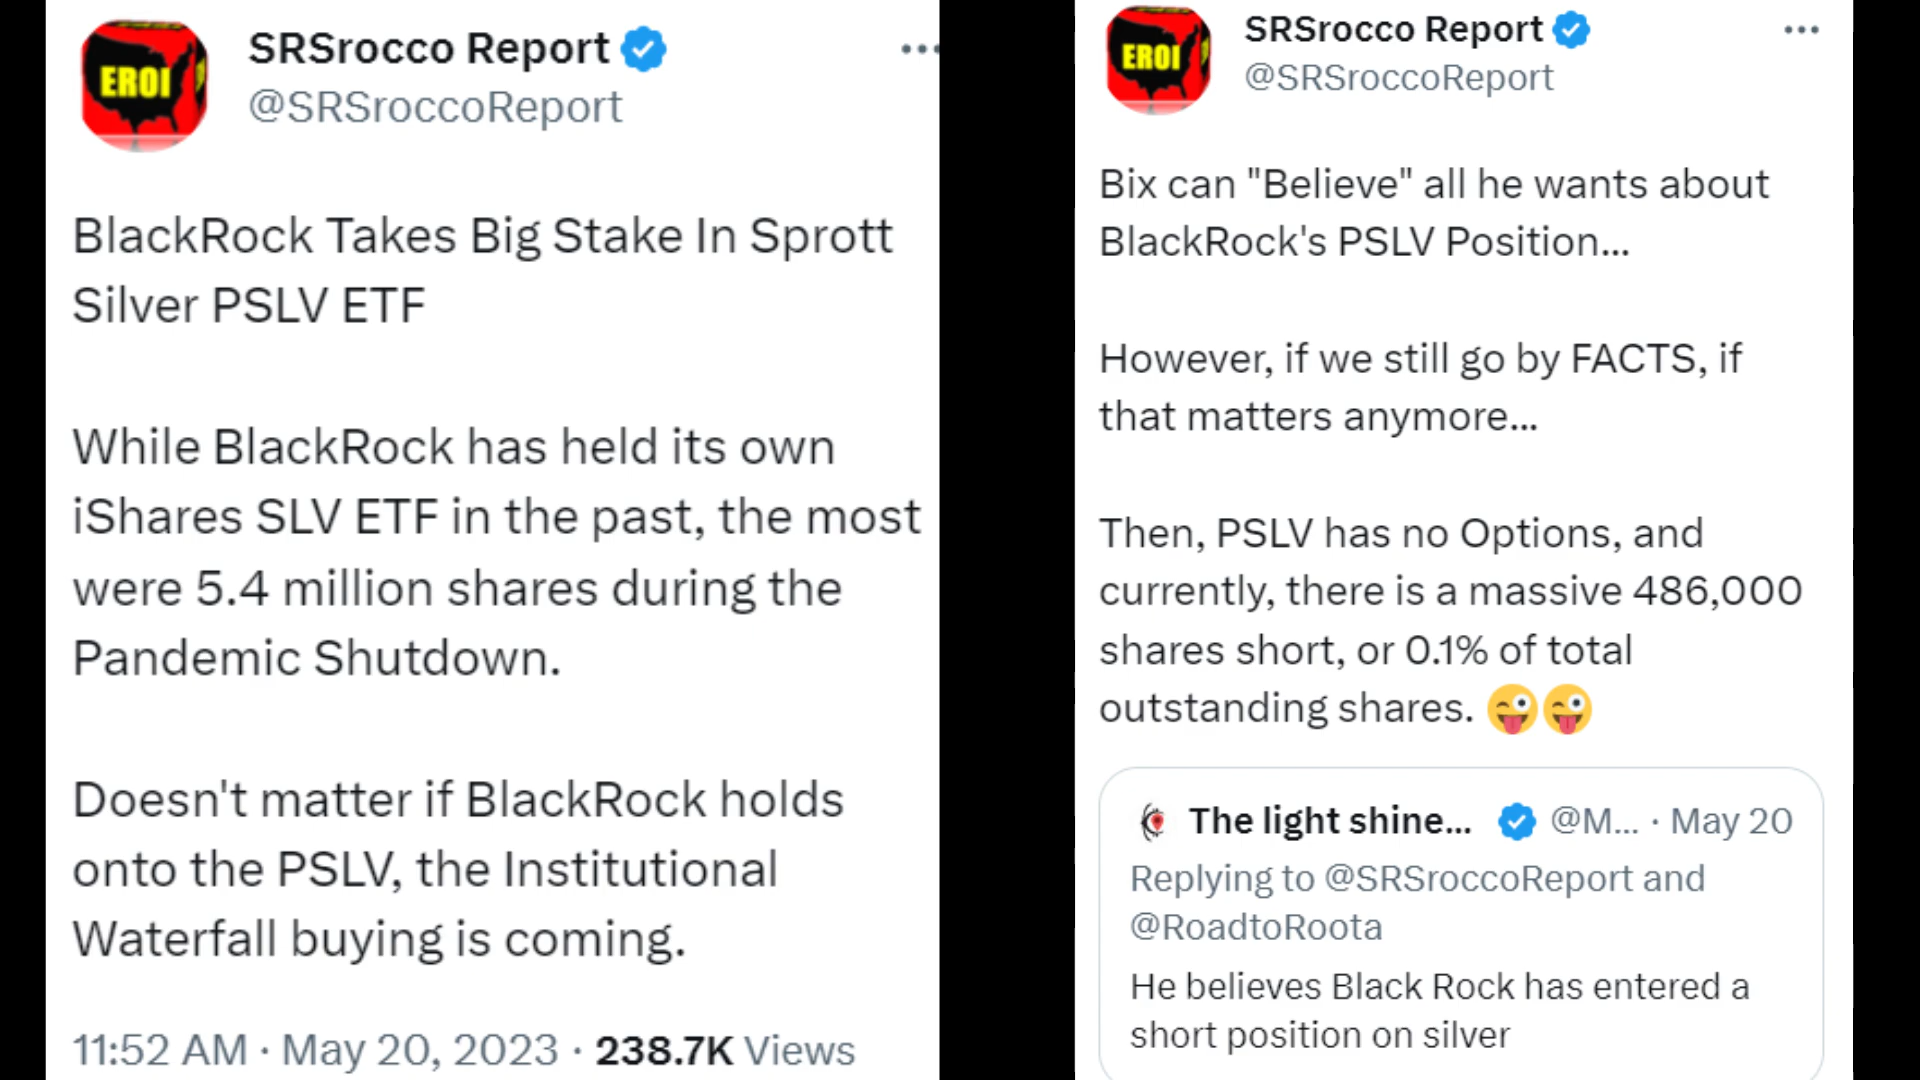 EROI
SRSrocco Report
@SRSroccoReport
BlackRock Takes Big Stake In Sprott
Silver PSLV ETF
While BlackRock has held its own
iShares SLV ETF in the past, the most
were 5.4 million shares during the
Pandemic Shutdown.
Doesn't matter if BlackRock holds
onto the PSLV, the Institutional
Waterfall buying is coming.
11:52 AM · May 20, 2023 · 238.7K Views
EROI
SRSrocco Report
@SRSroccoReport
Bix can "Believe" all he wants about
BlackRock's PSLV Position...
However, if we still go by FACTS, if
that matters anymore...
Then, PSLV has no Options, and
currently, there is a massive 486,000
shares short, or 0.1% of total
outstanding shares. 😜😜
The light shine... @M... · May 20
Replying to @SRSroccoReport and
@RoadtoRoota
He believes Black Rock has entered a
short position on silver